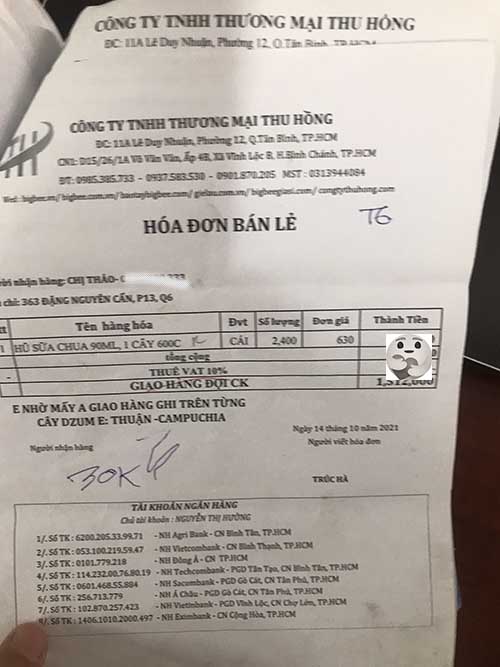 CÔNG TY TNHH THƯƠNG MẠI THU HỒNG
ĐC: 11A Lê Duy Nhuận, Phường 12, Q.Tân Bình, TP.HCM
TH
CÔNG TY TNHH THƯƠNG MẠI THU HỒNG
ĐC: 11A Lê Duy Nhuận, Phường 12, Q.Tân Bình, TP.HCM
CN1: D15/26/1A Võ Văn Vân, Ấp 4B, Xã Vĩnh Lộc B, H.Bình Chánh, TP.HCM
ĐT: 0985.385.733 - 0937.583.530 - 0901.870.205 MST : 0313944084
HÓA ĐƠN BÁN LẺ
T6
ười nhận hàng: CHỊ THẢO-
chỉ: 363 ĐẶNG NGUYÊN CẨN, P13, Q6
tt Tên hàng hóa Đvt Số lượng Đơn giá Thành Tiền
1 HŨ SỮA CHUA 90ML, 1 CÂY 600C CÁI 2,400 630
tổng cộng
- THUẾ VAT 10%
GIAO HÀNG ĐỢI CK 1,512,000
E NHỜ MẤY A GIAO HÀNG GHI TRÊN TỪNG
CÂY DZUM E: THUẬN -CAMPUCHIA
Ngày 14 tháng 10 năm 2021
Người nhận hàng Người viết hóa đơn
30K
TRÚC HÀ
TÀI KHOẢN NGÂN HÀNG
Chủ tài khoản : NGUYỄN THỊ HƯỜNG
1/. Số TK : 6200.205.33.99.71 - NH Agri Bank - CN Bình Tân, TP.HCM
2/. Số TK : 053.100.219.59.47 - NH Vietcombank - CN Bình Thạnh, TP.HCM
3/. Số TK : 0101.779.218 - NH Đông Á - CN TP.HCM
4/. Số TK : 114.232.00.76.80.19 - NH Techcombank - PGD Tân Tạo, CN Bình Tân, TP.HCM
5/. Số TK : 0601.468.55.884 - NH Sacombank - PGD Gò Cát, CN Tân Phú, TP.HCM
6/. Số TK : 256.713.779 - NH Á Châu - PGD Gò Cát, CN Tân Phú, TP.HCM
7/. Số TK : 102.870.257.423 - NH Vietinbank - PGD Vĩnh Lộc, CN Chợ Lớn, TP.HCM
8/. Số TK : 1406.1010.2000.497 - NH Eximbank - CN Cộng Hòa, TP.HCM